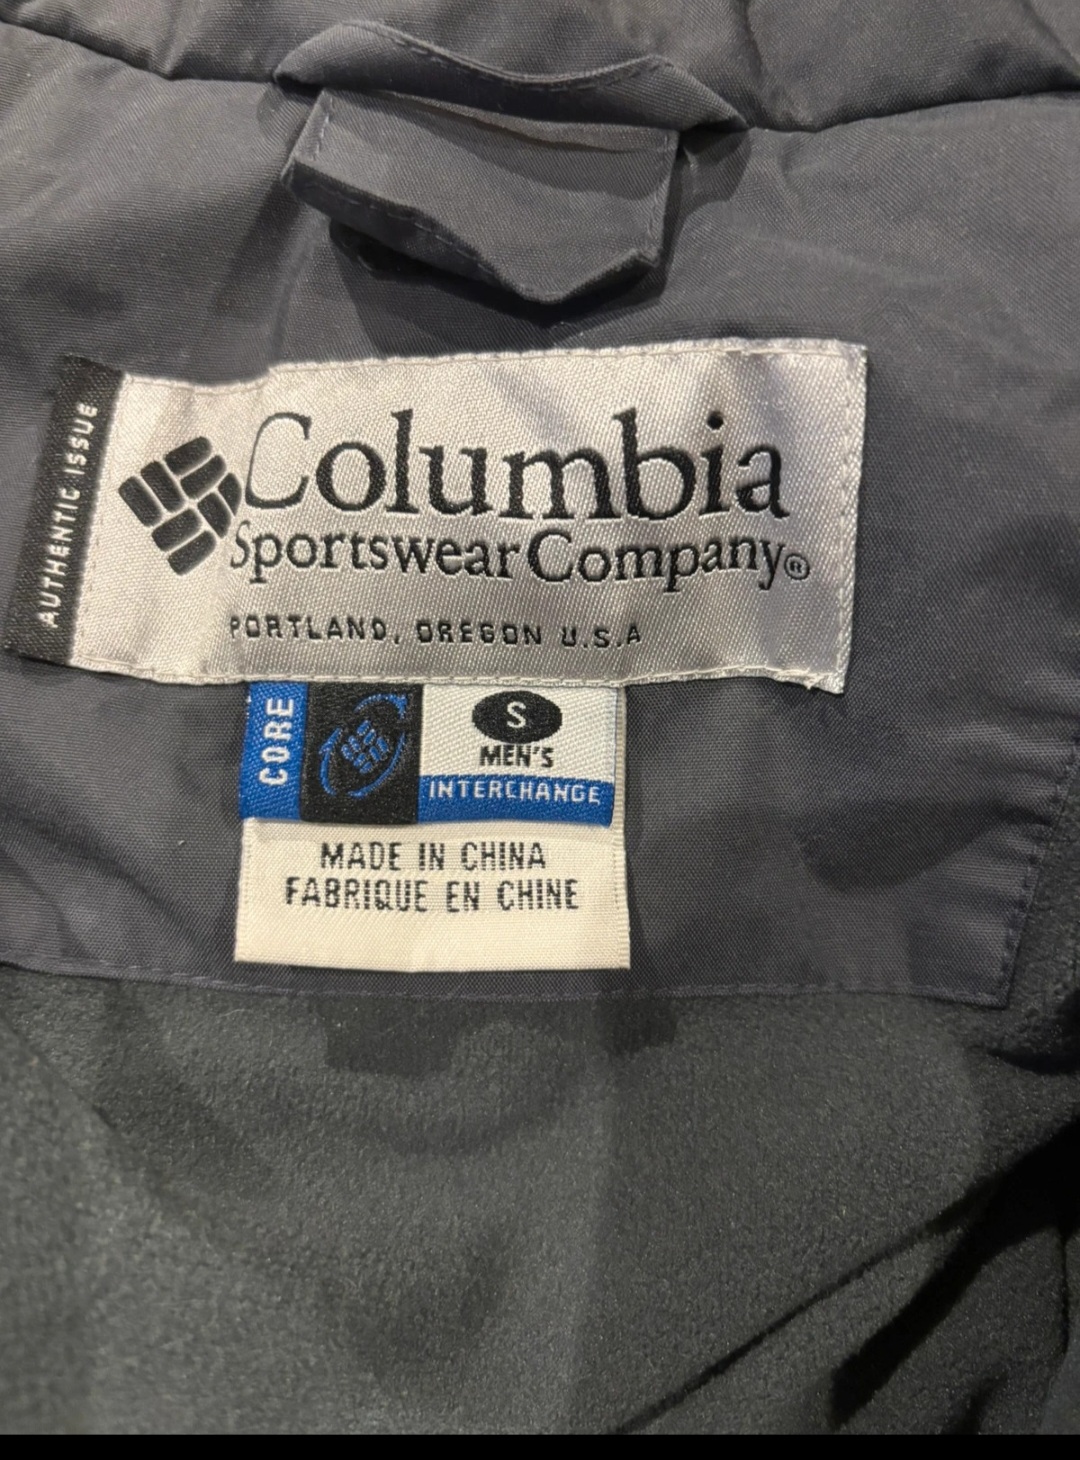 AUTHENTIC ISSUE
Columbia
Sportswear Company®
PORTLAND, OREGON U.S.A
CORE
S
MEN'S
INTERCHANGE
MADE IN CHINA
FABRIQUE EN CHINE